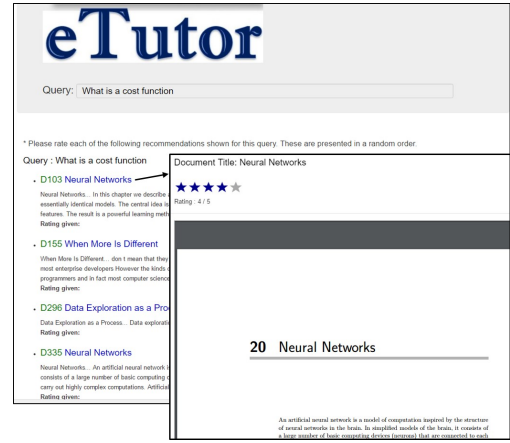 eTutor
Query: What is a cost function
* Please rate each of the following recommendations shown for this query. These are presented in a random order.
Query : What is a cost function
• D103 Neural Networks
Neural Networks... In this chapter we describe
essentially identical models. The central idea is
features. The result is a powerful learning meth
Rating given:
• D155 When More Is Different
When More Is Different... don t mean that they
most enterprise developers However the kinds
programmers and In fact most computer science
Rating given:
• D296 Data Exploration as a Pro
Data Exploration as a Process... Data exploratio
Rating given:
• D335 Neural Networks
Neural Networks... An artificial neural network
consists of a large number of basic computing
carry out highly complex computations. Artificial
Rating given:
Document Title: Neural Networks
Rating : 4 / 5
20 Neural Networks
An artificial neural network is a model of computation inspired by the structure
of neural networks in the brain. In simplified models of the brain, it consists of
a large number of basic computing devices (neurons) that are connected to each